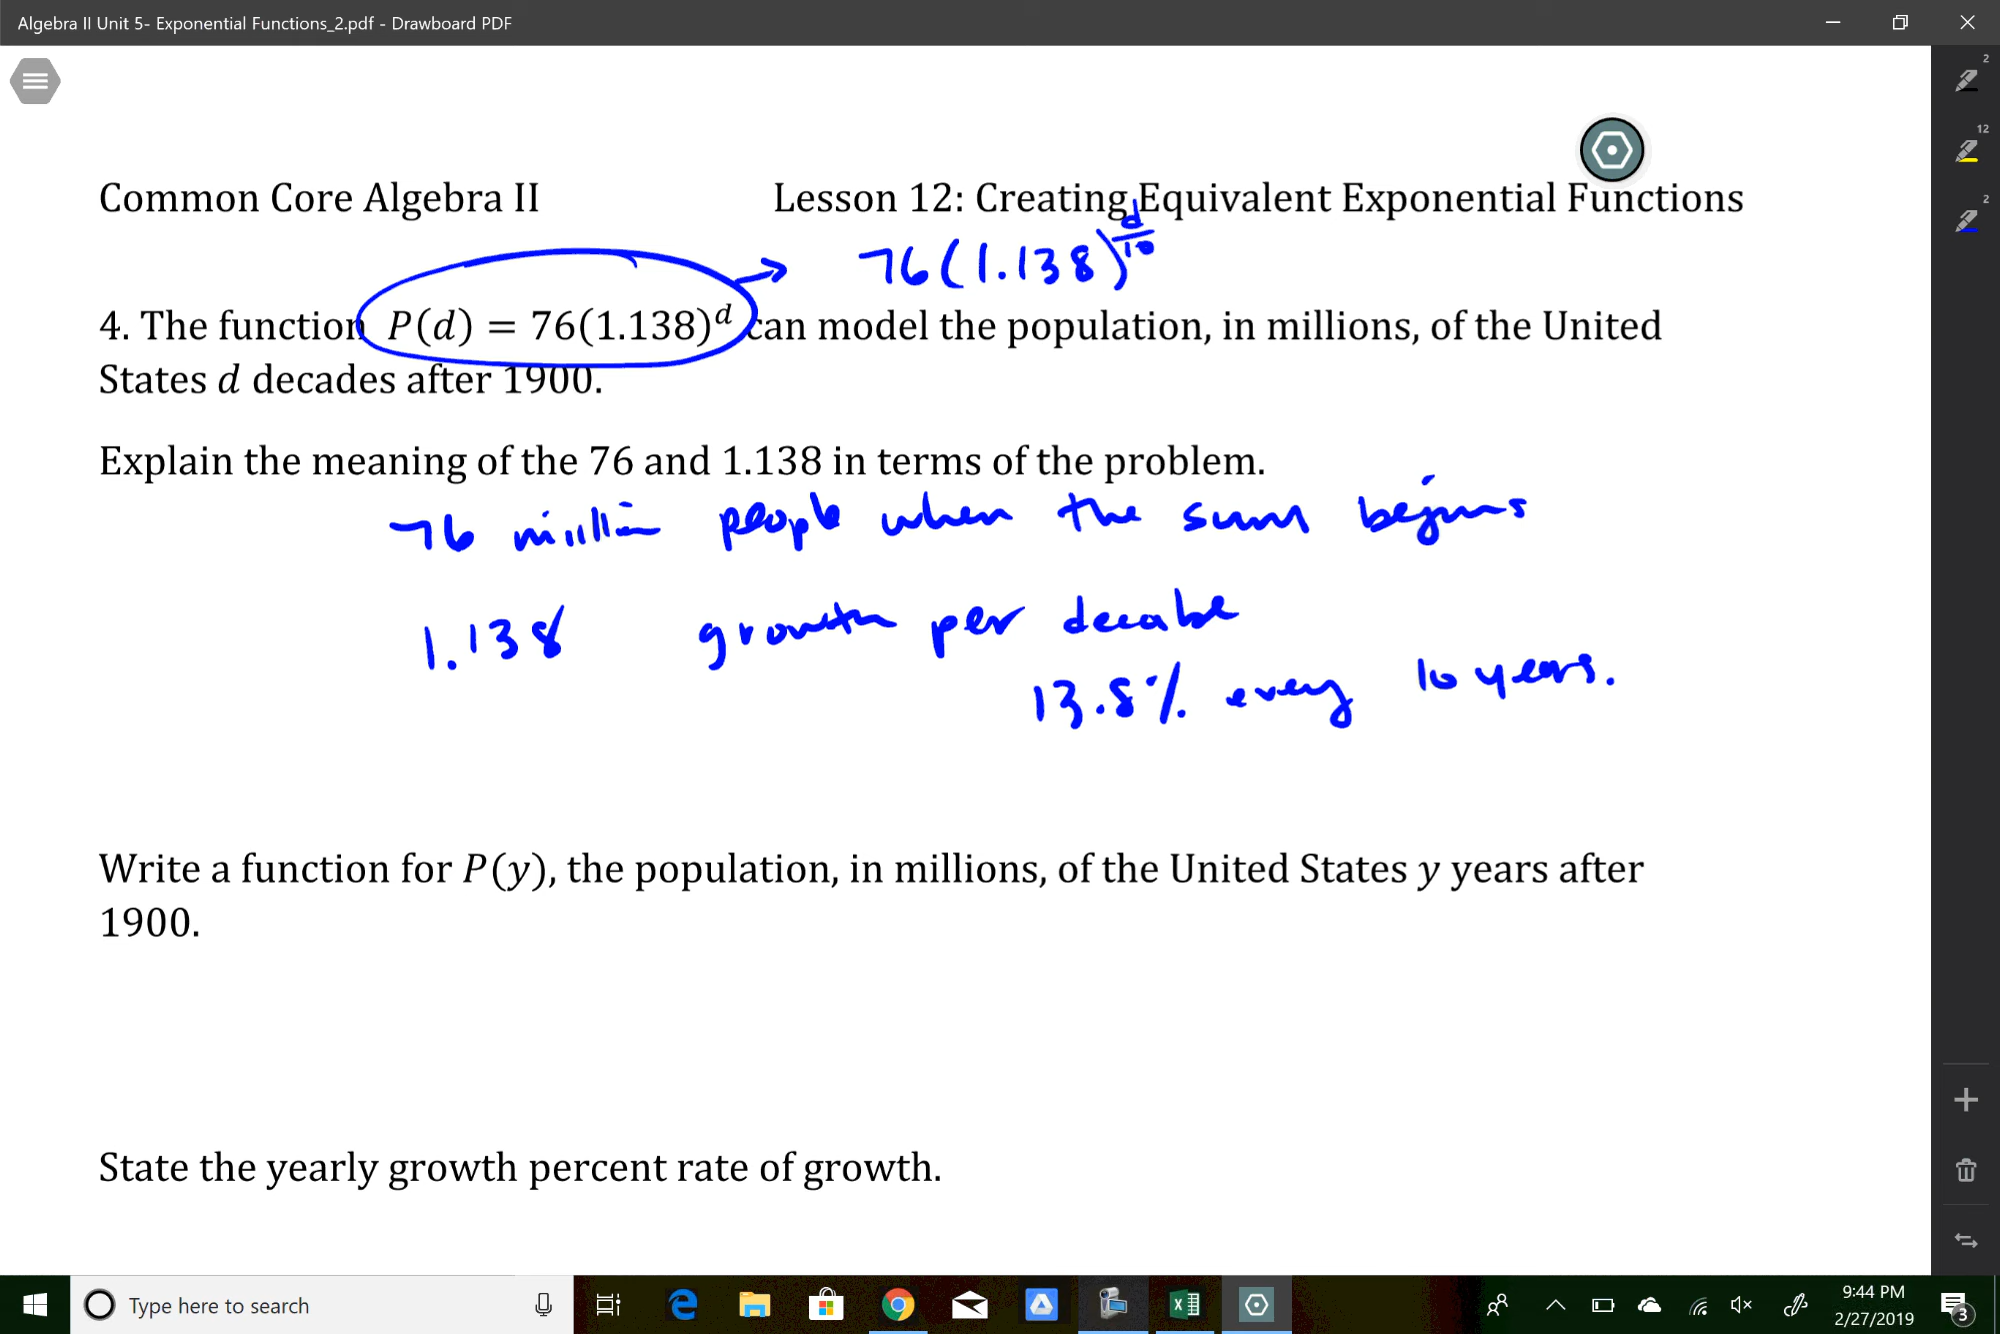 Algebra II Unit 5- Exponential Functions_2.pdf - Drawboard PDF
2
12
2
Common Core Algebra II Lesson 12: Creating Equivalent Exponential Functions
76(1.138)^(d/10)
4. The function P(d) = 76(1.138)^d can model the population, in millions, of the United
States d decades after 1900.
Explain the meaning of the 76 and 1.138 in terms of the problem.
76 million people when the begins
1.138 growth per decade
13.8% every 10 years.
Write a function for P(y), the population, in millions, of the United States y years after
1900.
State the yearly growth percent rate of growth.
Type here to search
9:44 PM
2/27/2019
3